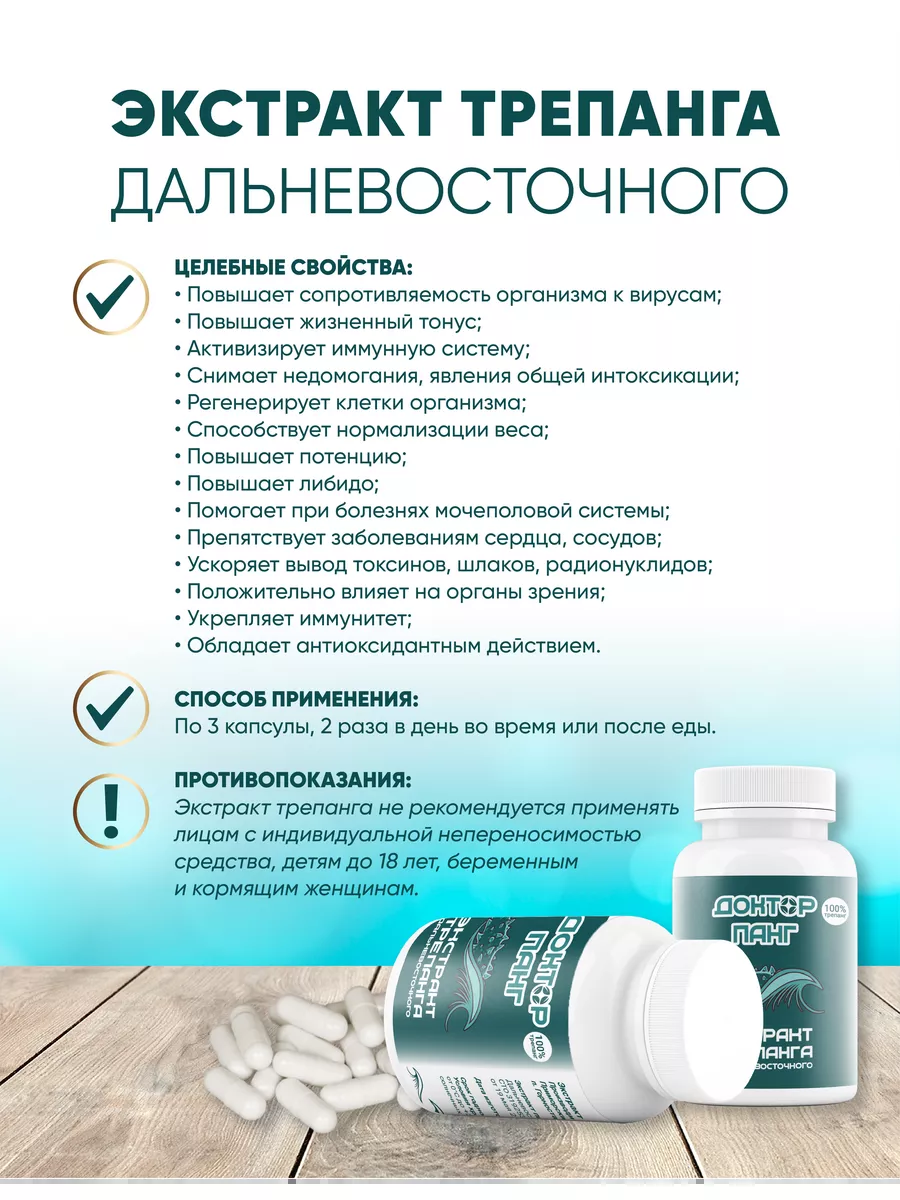 ЭКСТРАКТ ТРЕПАНГА
ДАЛЬНЕВОСТОЧНОГО
ЦЕЛЕБНЫЕ СВОЙСТВА:
• Повышает сопротивляемость организма к вирусам;
• Повышает жизненный тонус;
• Активизирует иммунную систему;
• Снимает недомогания, явления общей интоксикации;
• Регенерирует клетки организма;
• Способствует нормализации веса;
• Повышает потенцию;
• Повышает либидо;
• Помогает при болезнях мочеполовой системы;
• Препятствует заболеваниям сердца, сосудов;
• Ускоряет вывод токсинов, шлаков, радионуклидов;
• Положительно влияет на органы зрения;
• Укрепляет иммунитет;
• Обладает антиоксидантным действием.
СПОСОБ ПРИМЕНЕНИЯ:
По 3 капсулы, 2 раза в день во время или после еды.
ПРОТИВОПОКАЗАНИЯ:
Экстракт трепанга не рекомендуется применять
лицам с индивидуальной непереносимостью
средства, детям до 18 лет, беременным
и кормящим женщинам.
ДОКТОР
ПАНГ
100%
трепанг
ЭКСТРАКТ
ТРЕПАНГА
ДАЛЬНЕВОСТОЧНОГО
ДОКТОР
ПАНГ
100%
трепанг